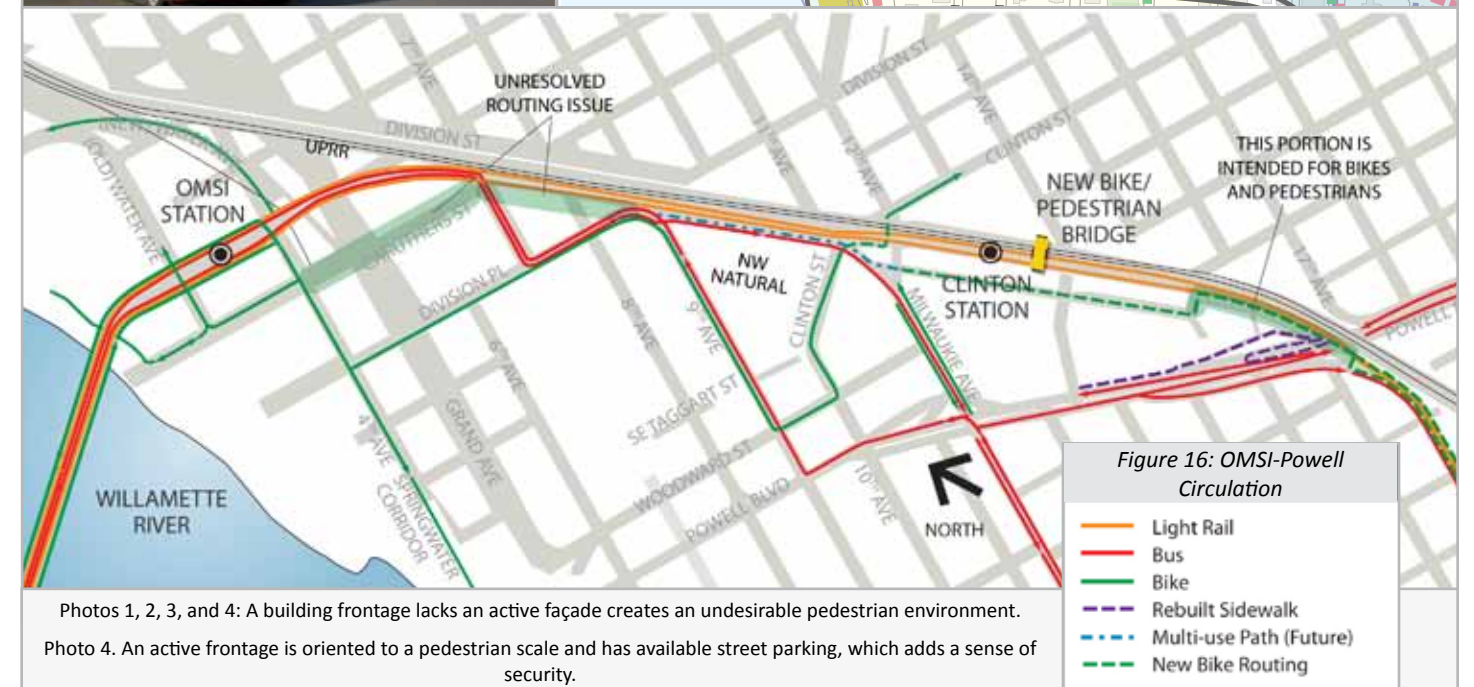 7TH AVE
UNRESOLVED
ROUTING ISSUE
DIVISION ST
14TH AVE
11TH AVE
12TH AVE
CLINTON ST
DIVISION ST
UPRR
(OLD) WATER AVE
OMSI
STATION
THIS PORTION IS
INTENDED FOR BIKES
AND PEDESTRIANS
NEW BIKE/
PEDESTRIAN
BRIDGE
CARUTHERS ST
NW
NATURAL
CLINTON ST
CLINTON
STATION
17TH AVE
POWELL
DIVISION PL
8TH AVE
9TH AVE
MILWAUKIE AVE
6TH AVE
SE TAGGART ST
4TH AVE
GRAND AVE
SPRINGWATER
CORRIDOR
WOODWARD ST
POWELL BLVD
10TH AVE
NORTH
WILLAMETTE
RIVER
Figure 16: OMSI-Powell
Circulation
Light Rail
Bus
Bike
Rebuilt Sidewalk
Multi-use Path (Future)
New Bike Routing
Photos 1, 2, 3, and 4: A building frontage lacks an active façade creates an undesirable pedestrian environment.
Photo 4. An active frontage is oriented to a pedestrian scale and has available street parking, which adds a sense of
security.